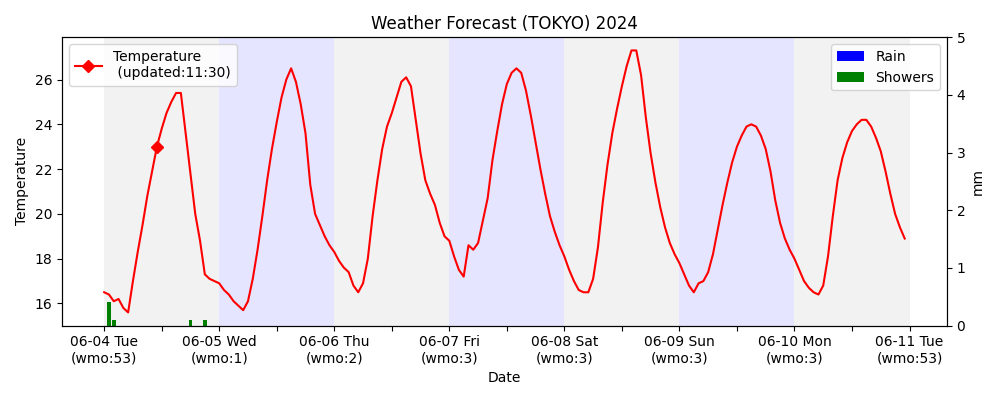 Weather Forecast (TOKYO) 2024
Temperature
(updated:11:30)
Rain
Showers
Temperature
26
24
22
20
18
16
5
4
3
2
1
0
mm
06-04 Tue
(wmo:53)
06-05 Wed
(wmo:1)
06-06 Thu
(wmo:2)
06-07 Fri
(wmo:3)
06-08 Sat
(wmo:3)
06-09 Sun
(wmo:3)
06-10 Mon
(wmo:3)
06-11 Tue
(wmo:53)
Date